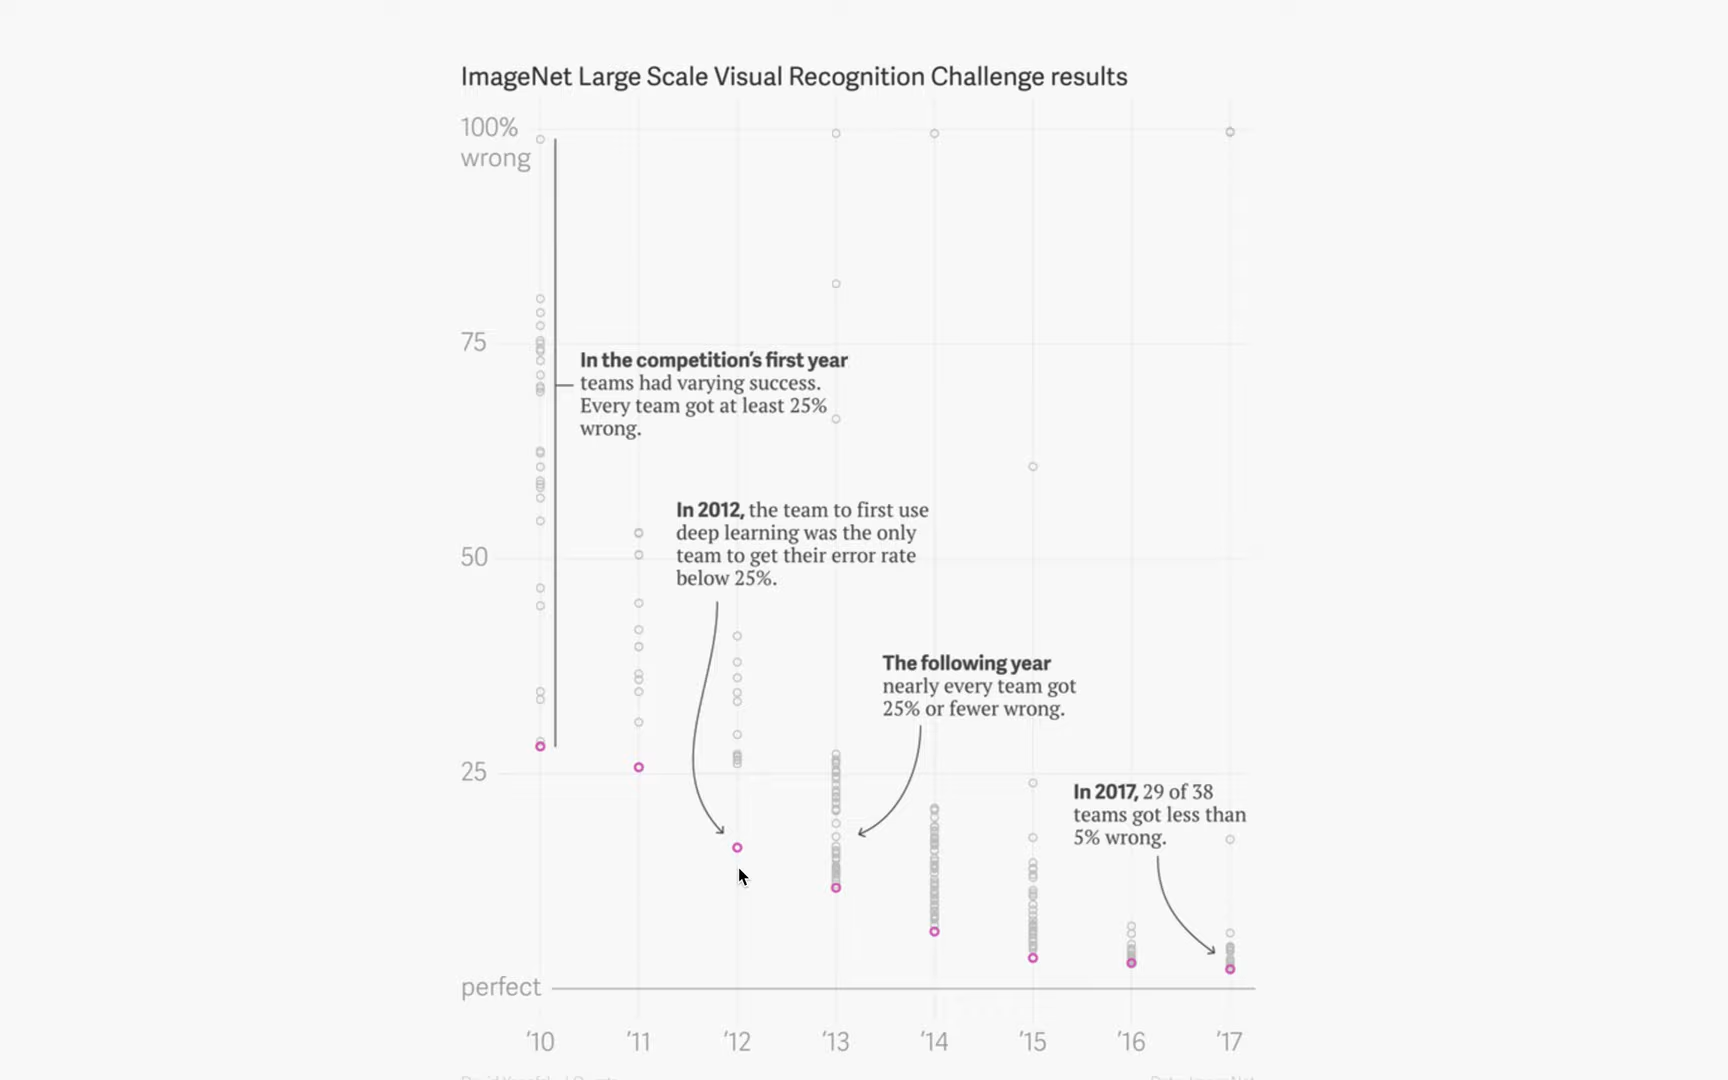 ImageNet Large Scale Visual Recognition Challenge results
100%
wrong
75
In the competition's first year
teams had varying success.
Every team got at least 25%
wrong.
In 2012, the team to first use
deep learning was the only
team to get their error rate
below 25%.
50
The following year
nearly every team got
25% or fewer wrong.
25
In 2017, 29 of 38
teams got less than
5% wrong.
perfect
'10 '11 '12 '13 '14 '15 '16 '17